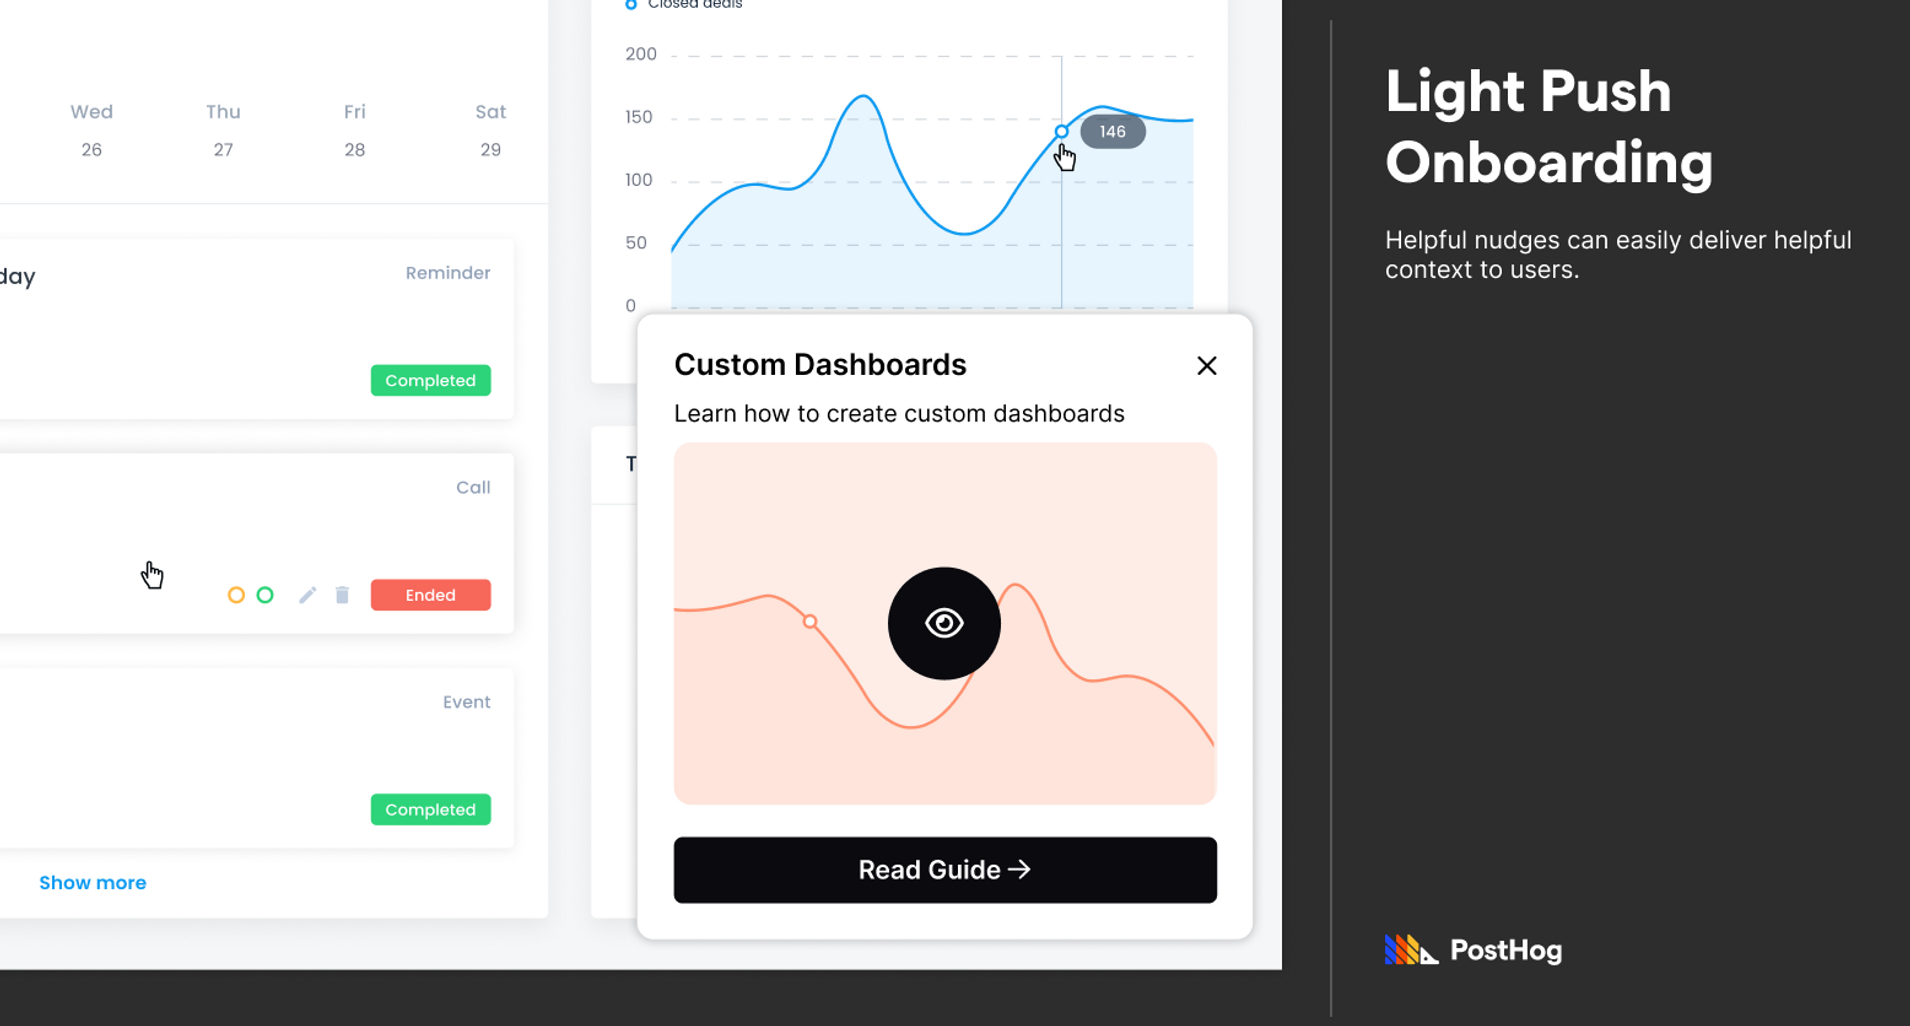 Closed deals
200
150
100
50
0
146
Wed
Thu
Fri
Sat
26
27
28
29
day
Reminder
Completed
Call
Ended
Event
Completed
Show more
T
Custom Dashboards
Learn how to create custom dashboards
Read Guide →
Light Push
Onboarding
Helpful nudges can easily deliver helpful
context to users.
PostHog